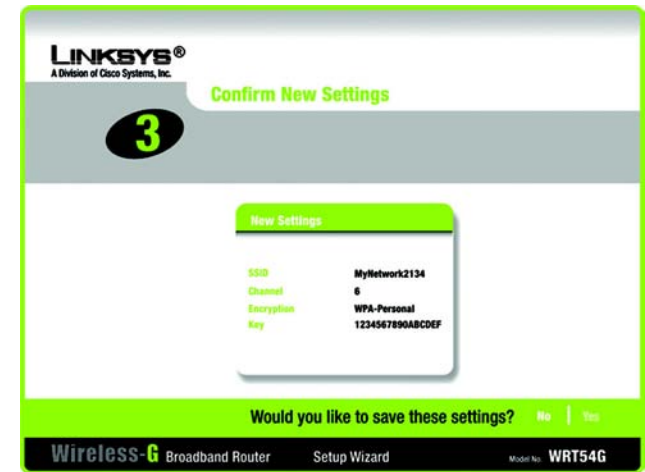 LINKSYS®
A Division of Cisco Systems, Inc.
Confirm New Settings
3
New Settings
SSID MyNetwork2134
Channel 6
Encryption WPA-Personal
Key 1234567890ABCDEF
Would you like to save these settings? No | Yes
Wireless-G Broadband Router Setup Wizard Model No. WRT54G